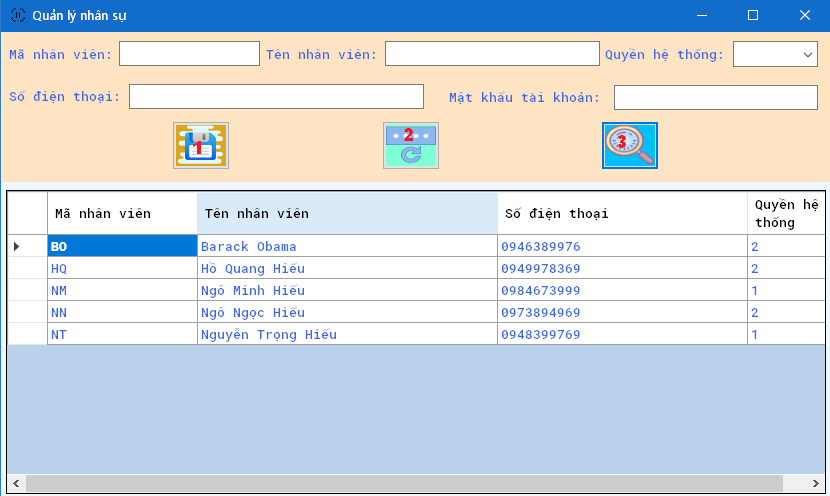 Quản lý nhân sự
Mã nhân viên: Tên nhân viên: Quyền hệ thống:
Số điện thoại: Mật khẩu tài khoản:
1 2 3
Mã nhân viên Tên nhân viên Số điện thoại Quyền hệ thống
BO Barack Obama 0946389976 2
HQ Hồ Quang Hiếu 0949978369 2
NM Ngô Minh Hiếu 0984673999 1
NN Ngô Ngọc Hiếu 0973894969 2
NT Nguyễn Trọng Hiếu 0948399769 1